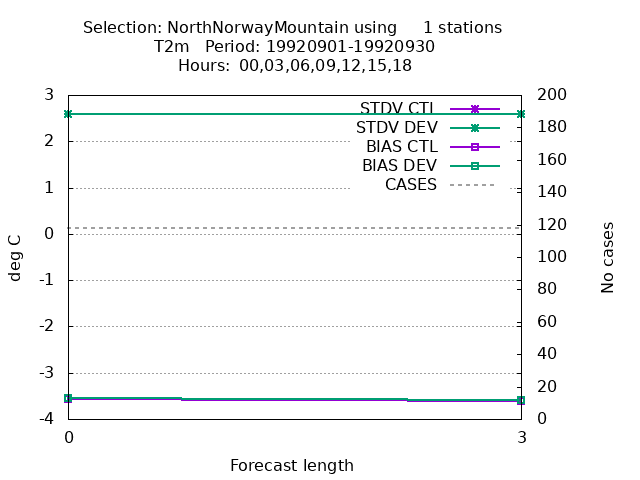 Selection: NorthNorwayMountain using     1 stations
T2m   Period: 19920901-19920930
Hours:  00,03,06,09,12,15,18
3
2
1
0
-1
-2
-3
-4
200
180
160
140
120
100
80
60
40
20
0
STDV CTL
STDV DEV
BIAS CTL
BIAS DEV
CASES
deg C
No cases
0
3
Forecast length